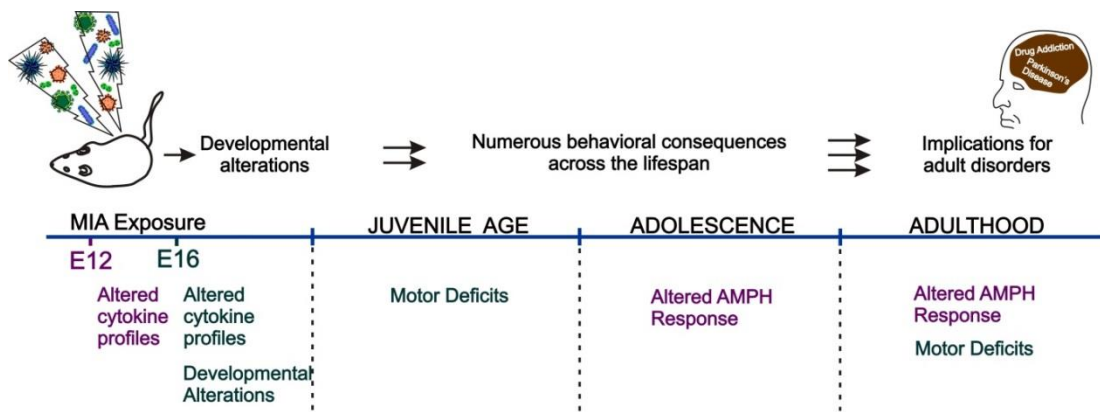 Drug Addiction
Parkinson's
Disease
Developmental
alterations
Numerous behavioral consequences
across the lifespan
Implications for
adult disorders
MIA Exposure
JUVENILE AGE
ADOLESCENCE
ADULTHOOD
E12
E16
Altered
cytokine
profiles
Altered
cytokine
profiles
Developmental
Alterations
Motor Deficits
Altered AMPH
Response
Altered AMPH
Response
Motor Deficits